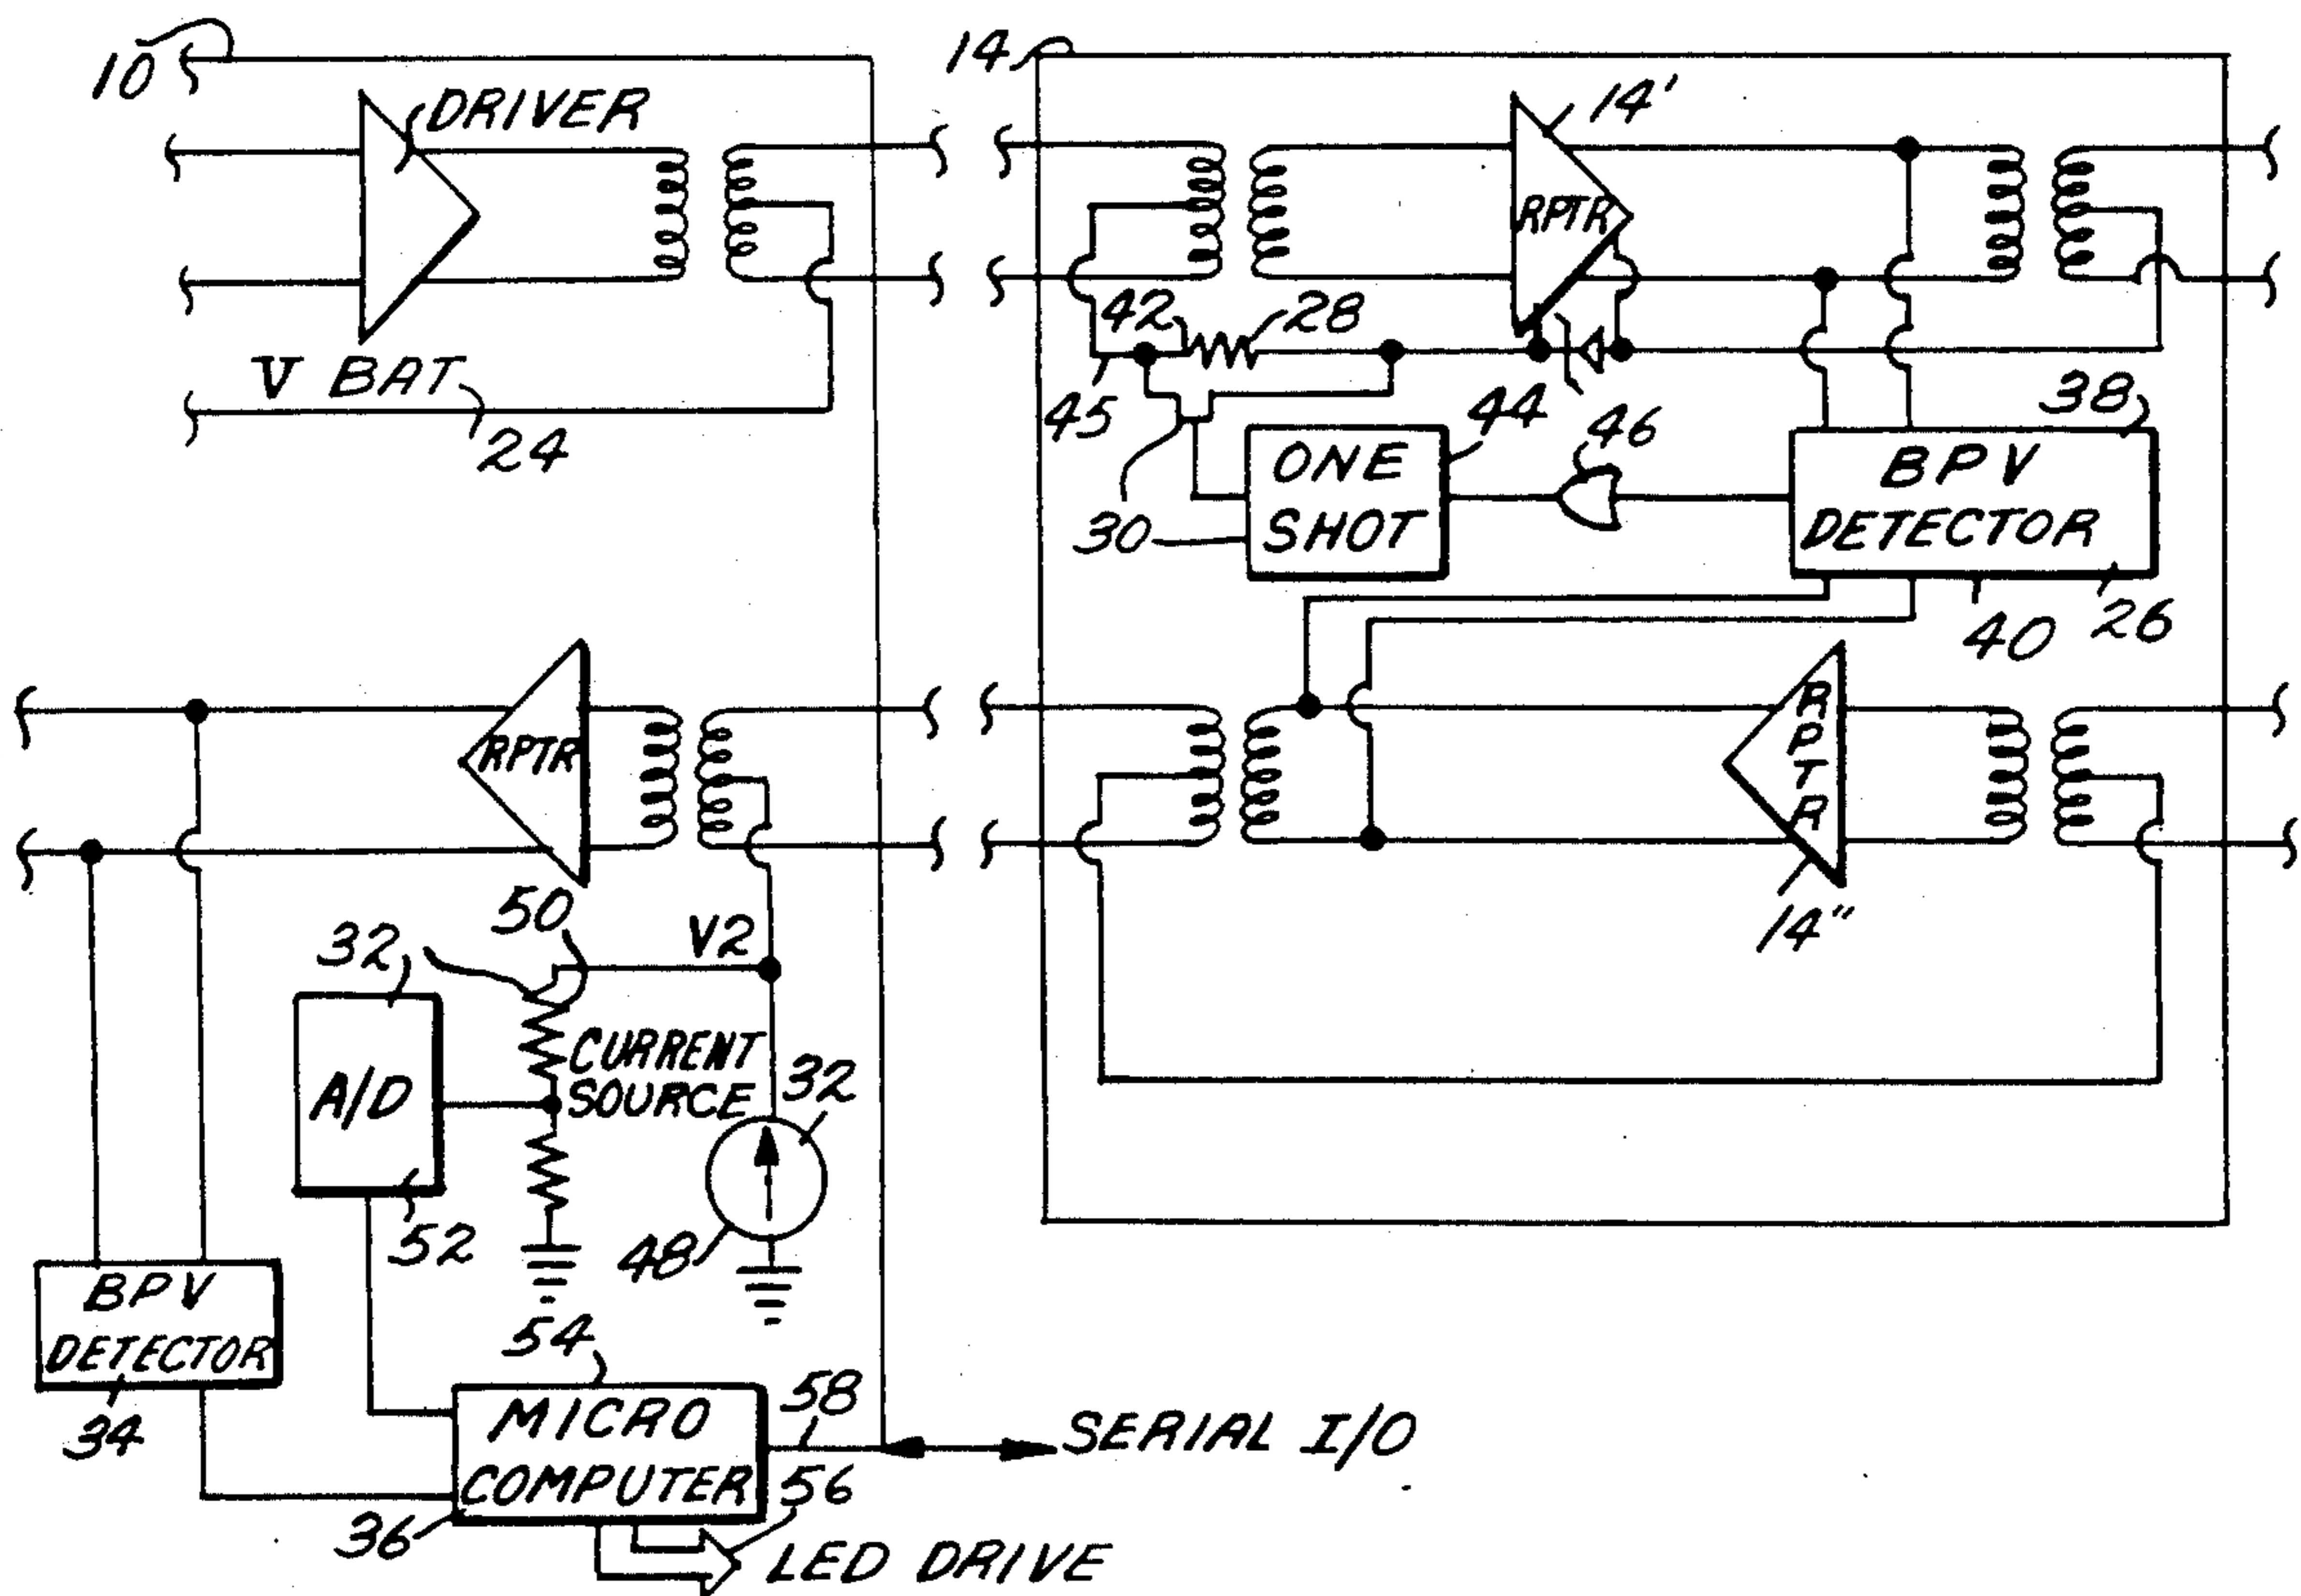 10
DRIVER
V BAT
24
14
14'
RPTR
42
28
45
44
46
38
ONE
SHOT
30
BPV
DETECTOR
40
26
RPTR
RPTR
14"
50
V2
32
A/D
CURRENT
SOURCE
32
52
48
BPV
DETECTOR
34
54
MICRO
COMPUTER
58
SERIAL I/O
56
36
LED DRIVE